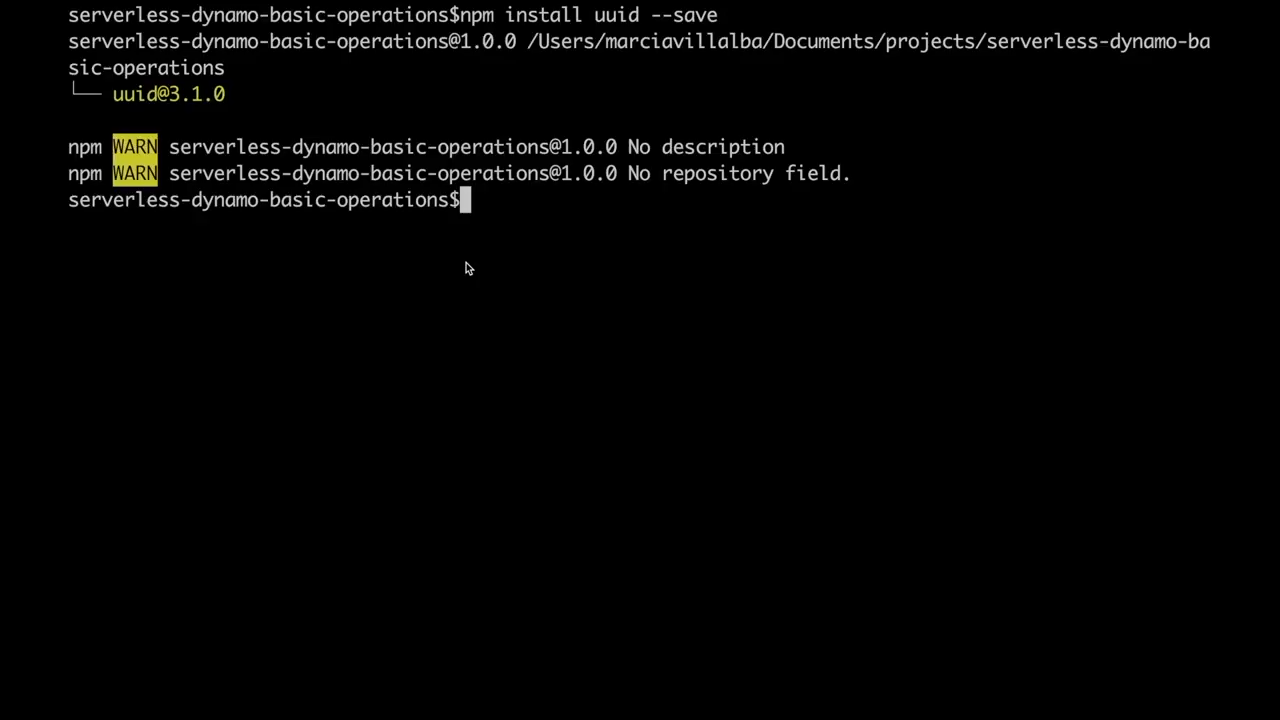 serverless-dynamo-basic-operations$npm install uuid --save
serverless-dynamo-basic-operations@1.0.0 /Users/marciavillalba/Documents/projects/serverless-dynamo-ba
sic-operations
└── uuid@3.1.0
npm WARN serverless-dynamo-basic-operations@1.0.0 No description
npm WARN serverless-dynamo-basic-operations@1.0.0 No repository field.
serverless-dynamo-basic-operations$